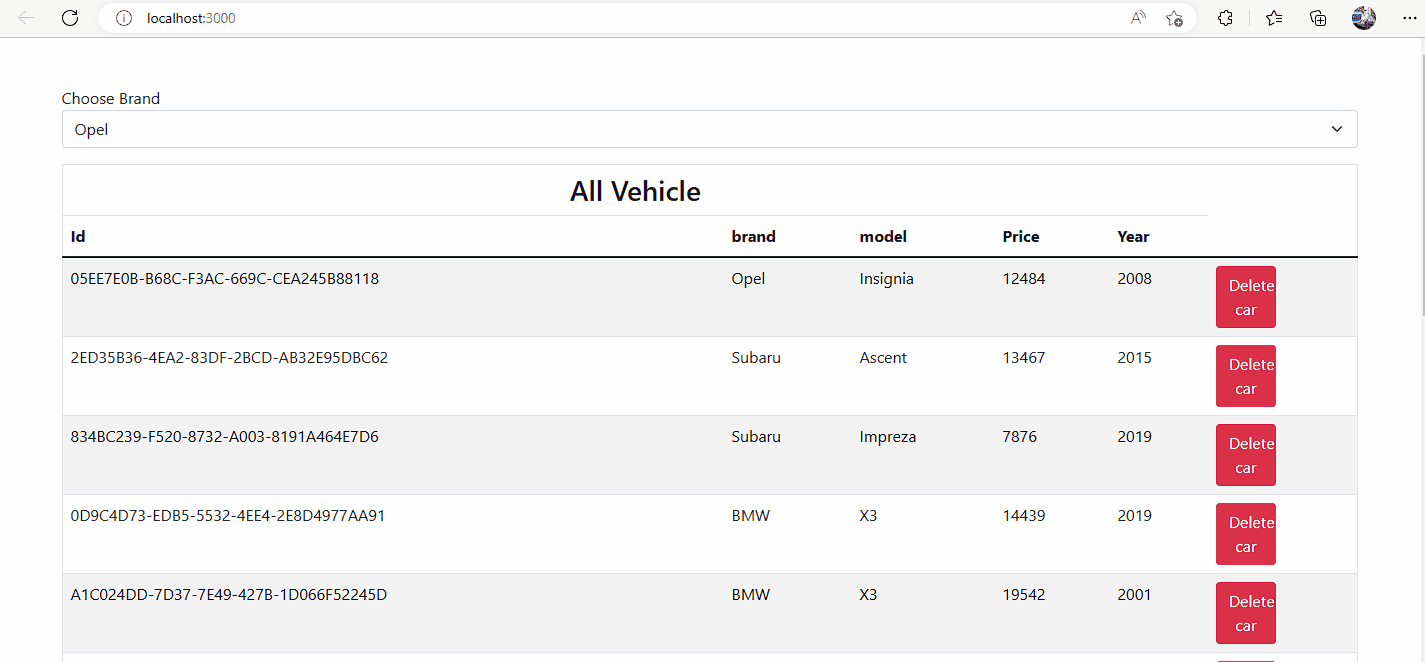 localhost:3000
Choose Brand
Opel
All Vehicle
Id brand model Price Year
05EE7E0B-B68C-F3AC-669C-CEA245B88118 Opel Insignia 12484 2008 Delete car
2ED35B36-4EA2-83DF-2BCD-AB32E95DBC62 Subaru Ascent 13467 2015 Delete car
834BC239-F520-8732-A003-8191A464E7D6 Subaru Impreza 7876 2019 Delete car
0D9C4D73-EDB5-5532-4EE4-2E8D4977AA91 BMW X3 14439 2019 Delete car
A1C024DD-7D37-7E49-427B-1D066F52245D BMW X3 19542 2001 Delete car